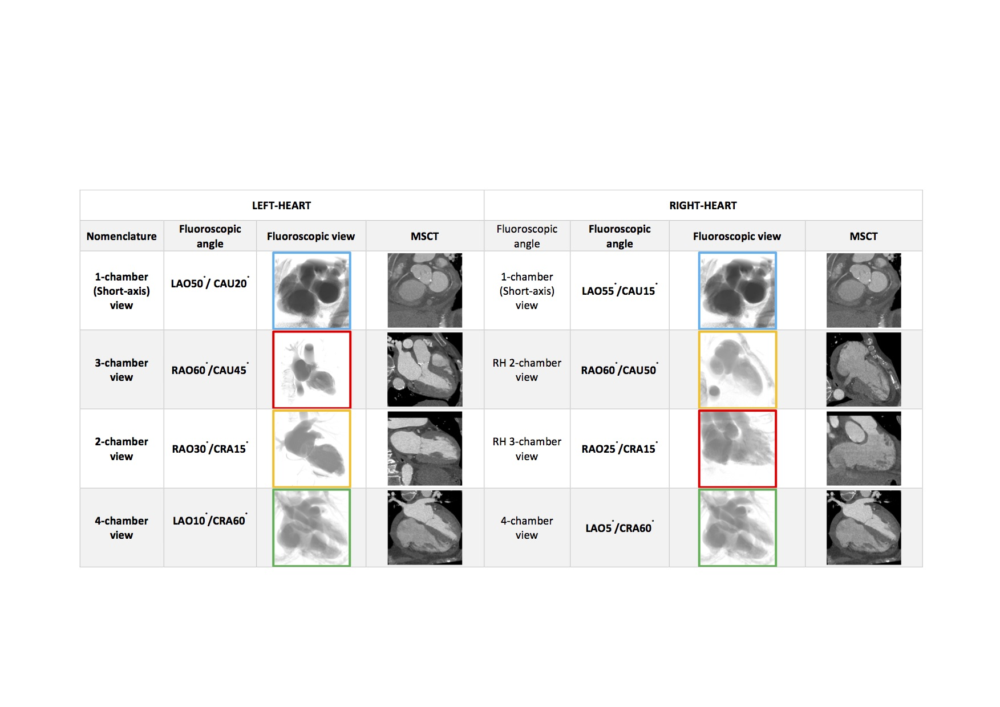 LEFT-HEART
RIGHT-HEART
Nomenclature
Fluoroscopic
angle
Fluoroscopic view
MSCT
Fluoroscopic
angle
Fluoroscopic
angle
Fluoroscopic view
MSCT
1-chamber
(Short-axis)
view
LAO50°/ CAU20°
1-chamber
(Short-axis)
view
LAO55°/CAU15°
3-chamber
view
RAO60°/CAU45°
RH 2-chamber
view
RAO60°/CAU50°
2-chamber
view
RAO30°/CRA15°
RH 3-chamber
view
RAO25°/CRA15°
4-chamber
view
LAO10°/CRA60°
4-chamber
view
LAO5°/CRA60°